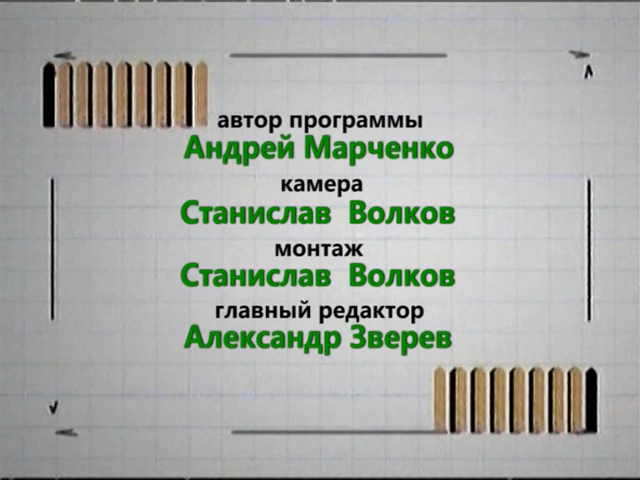 автор программы
Андрей Марченко
камера
Станислав Волков
монтаж
Станислав Волков
главный редактор
Александр Зверев